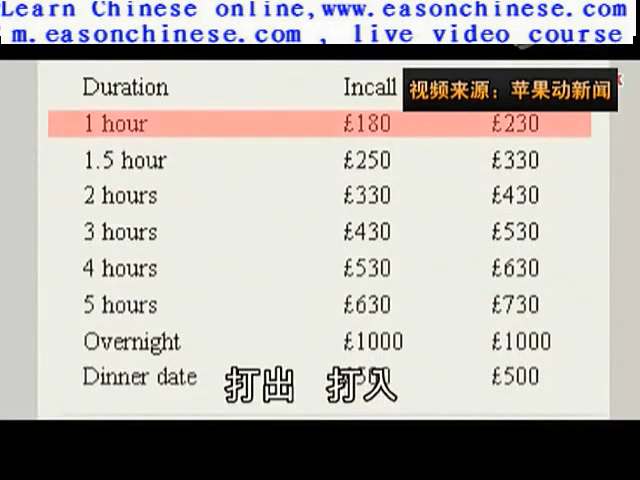 Learn Chinese online,www.easonchinese.com
m.easonchinese.com , live video course
Duration Incall
视频来源：苹果动新闻
1 hour £180 £230
1.5 hour £250 £330
2 hours £330 £430
3 hours £430 £530
4 hours £530 £630
5 hours £630 £730
Overnight £1000 £1000
Dinner date £500
打出 打入